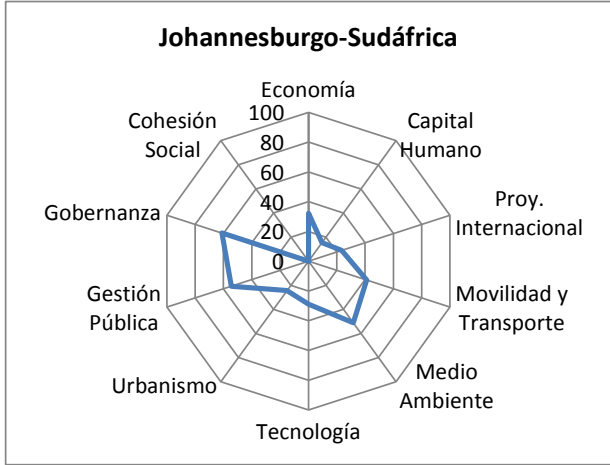 Johannesburgo-Sudáfrica
Economía
Capital
Humano
Proy.
Internacional
Movilidad y
Transporte
Medio
Ambiente
Tecnología
Urbanismo
Gestión
Pública
Gobernanza
Cohesión
Social
100
80
60
40
20
0